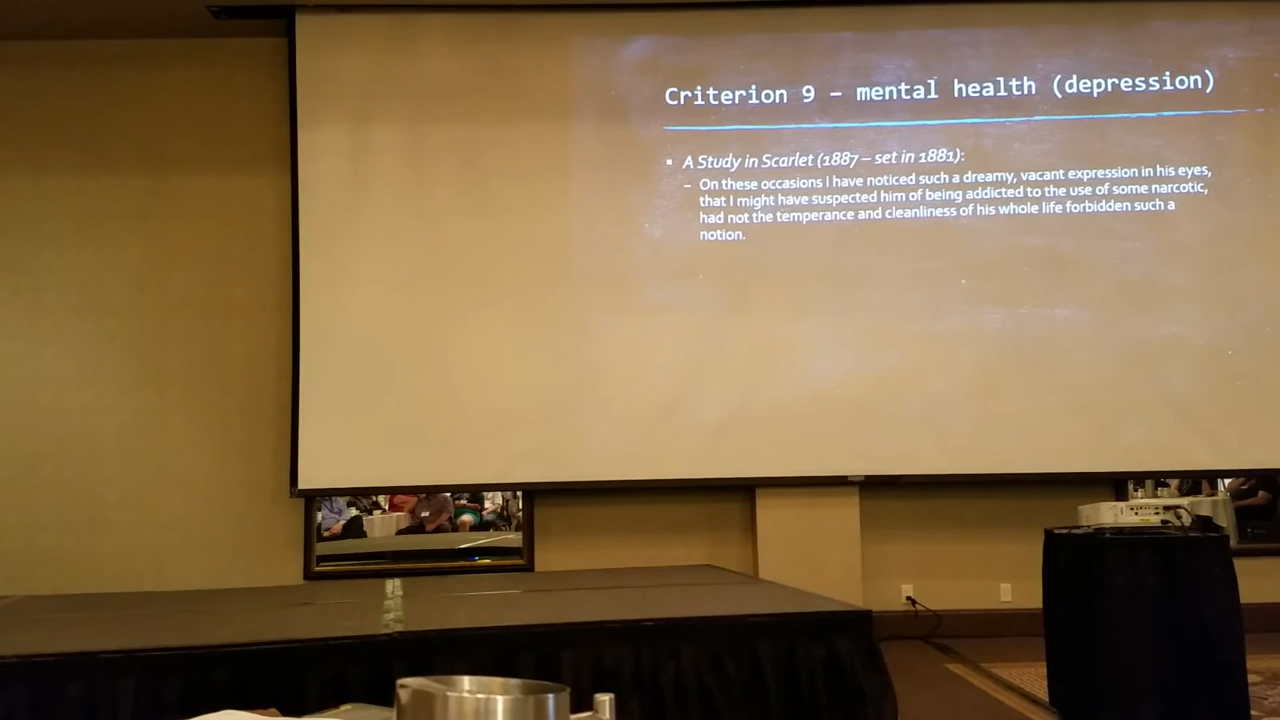 Criterion 9 – mental health (depression)
▪ A Study in Scarlet (1887 – set in 1881):
– On these occasions I have noticed such a dreamy, vacant expression in his eyes,
that I might have suspected him of being addicted to the use of some narcotic,
had not the temperance and cleanliness of his whole life forbidden such a
notion.